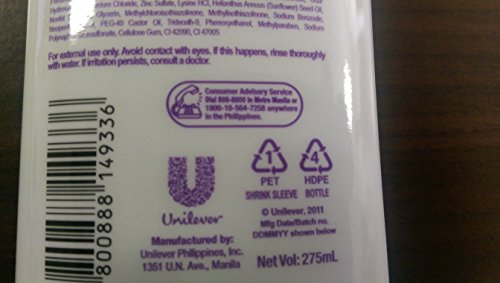 Chloride, Zinc Sulfate, Lysine HCl, Helianthus Annuus (Sunflower) Seed Oil,
Glycerin, Methylchloroisothiazolinone, Methylisothiazolinone, Sodium Benzoate,
PEG-40 Castor Oil, Trideceth-9, Phenoxyethanol, Methylparaben, Sodium
Cellulose Gum, CI 42090, CI 47005
For external use only. Avoid contact with eyes. If this happens, rinse thoroughly
with water. If irritation persists, consult a doctor.
Consumer Advisory Service
Dial 888-8800 in Metro Manila or
1800-10-564-7258 anywhere
in the Philippines.
800888 149336
1
PET
SHRINK SLEEVE
4
HDPE
BOTTLE
Unilever
© Unilever, 2011
Mfg Date/Batch no.
DDMMYY shown below
Manufactured by:
Unilever Philippines, Inc.
1351 U.N. Ave., Manila
Net Vol: 275mL